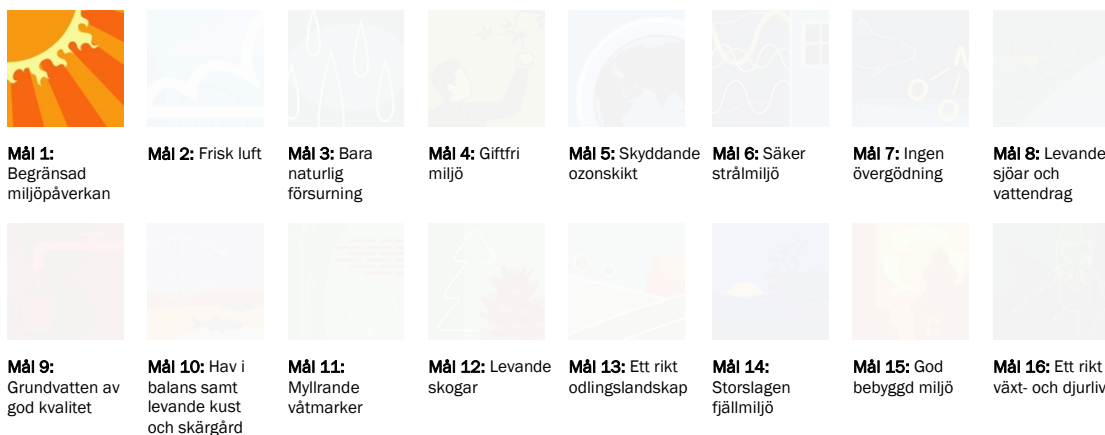 Mål 1:
Begränsad
miljöpåverkan
Mål 2: Frisk luft
Mål 3: Bara
naturlig
försurning
Mål 4: Giftfri
miljö
Mål 5: Skyddande
ozonskikt
Mål 6: Säker
strålmiljö
Mål 7: Ingen
övergödning
Mål 8: Levande
sjöar och
vattendrag
Mål 9:
Grundvatten av
god kvalitet
Mål 10: Hav i
balans samt
levande kust
och skärgård
Mål 11:
Myllrande
våtmarker
Mål 12: Levande
skogar
Mål 13: Ett rikt
odlingslandskap
Mål 14:
Storslagen
fjällmiljö
Mål 15: God
bebyggd miljö
Mål 16: Ett rikt
växt- och djurliv